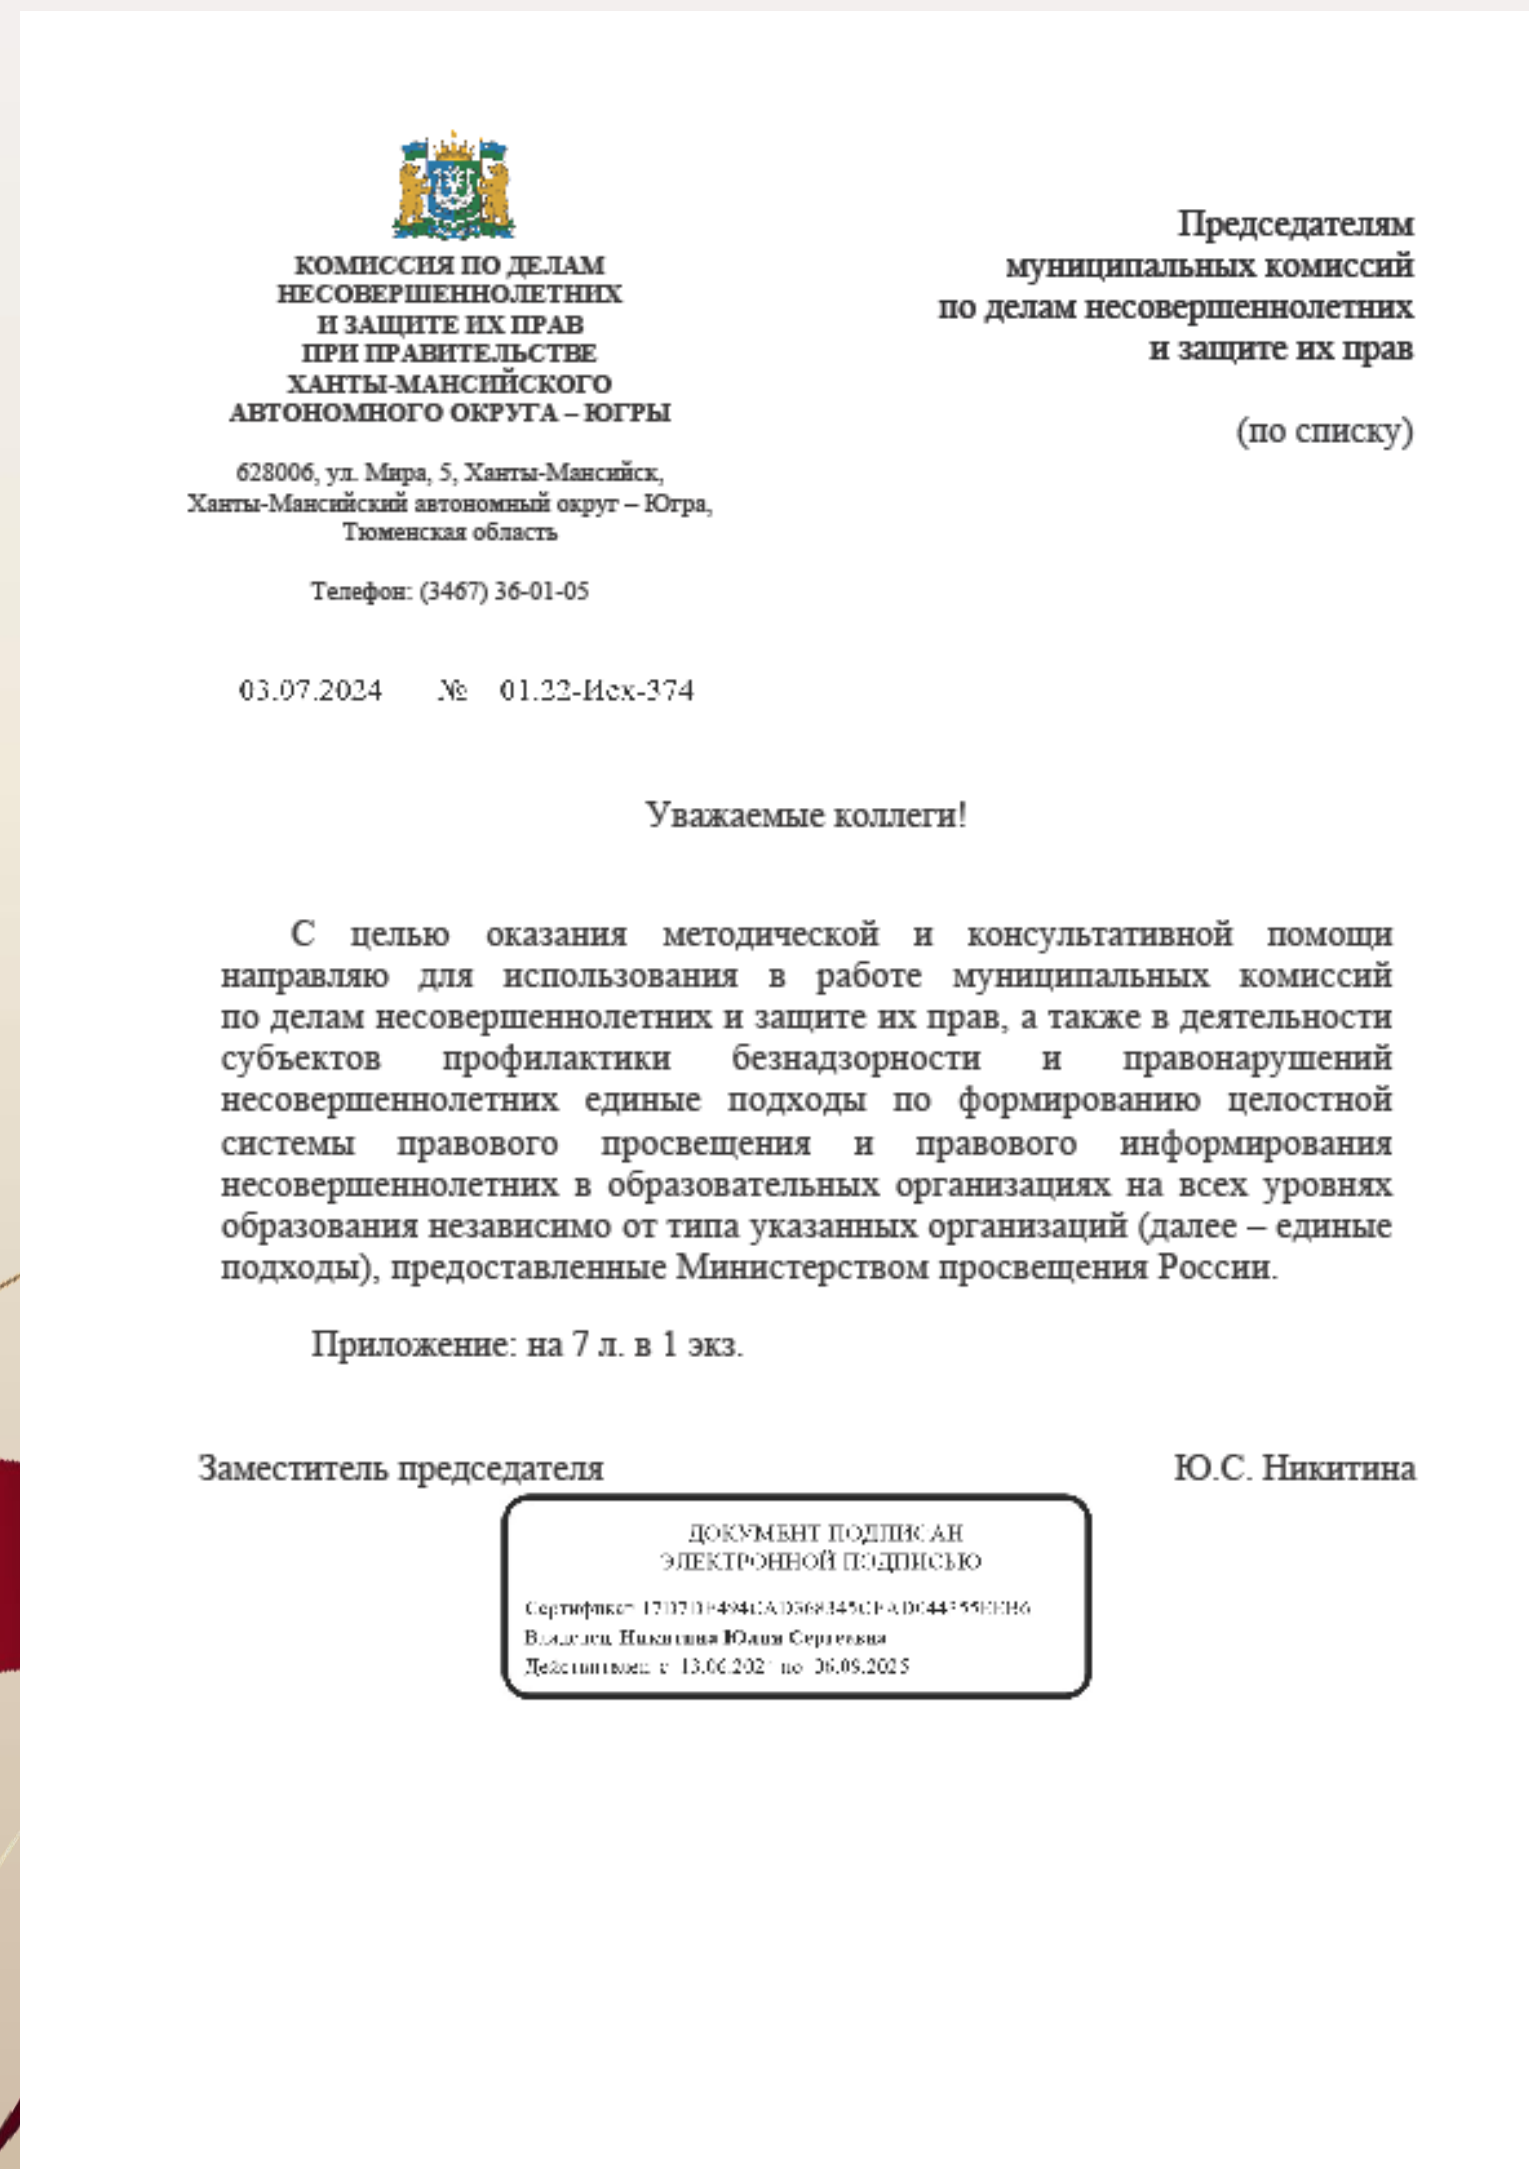 КОМИССИЯ ПО ДЕЛАМ
НЕСОВЕРШЕННОЛЕТНИХ
И ЗАЩИТЕ ИХ ПРАВ
ПРИ ПРАВИТЕЛЬСТВЕ
ХАНТЫ-МАНСИЙСКОГО
АВТОНОМНОГО ОКРУГА – ЮГРЫ
628006, ул. Мира, 5, Ханты-Мансийск,
Ханты-Мансийский автономный округ – Югра,
Тюменская область
Телефон: (3467) 36-01-05
03.07.2024 № 01.22-Исх-374
Председателям
муниципальных комиссий
по делам несовершеннолетних
и защите их прав
(по списку)
Уважаемые коллеги!
С целью оказания методической и консультативной помощи
направляю для использования в работе муниципальных комиссий
по делам несовершеннолетних и защите их прав, а также в деятельности
субъектов профилактики безнадзорности и правонарушений
несовершеннолетних единые подходы по формированию целостной
системы правового просвещения и правового информирования
несовершеннолетних в образовательных организациях на всех уровнях
образования независимо от типа указанных организаций (далее – единые
подходы), предоставленные Министерством просвещения России.
Приложение: на 7 л. в 1 экз.
Заместитель председателя Ю.С. Никитина
ДОКУМЕНТ ПОДПИСАН
ЭЛЕКТРОННОЙ ПОДПИСЬЮ
Сертификат
Владелец Никитина Юлия Сергеевна
Действителен с по